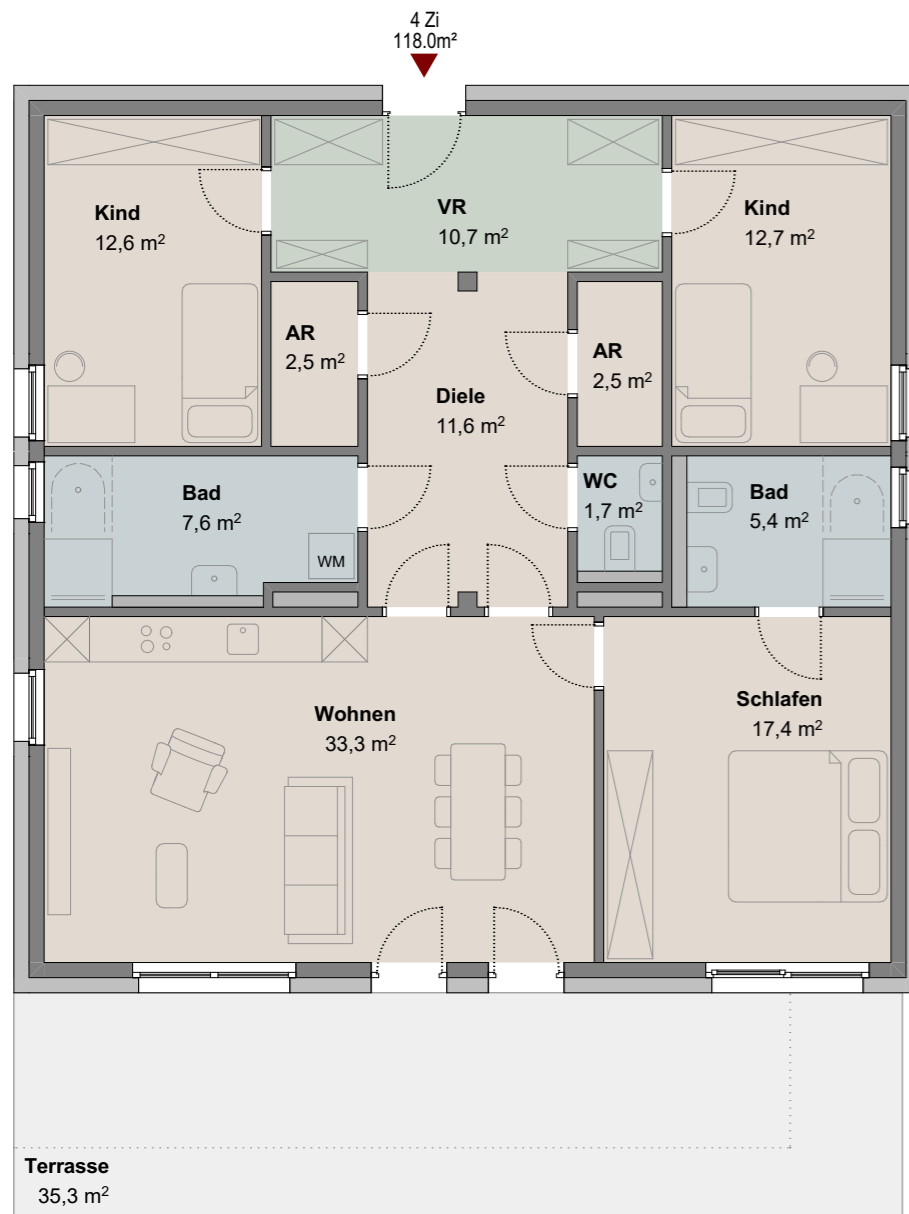 4 Zi
118.0m²
Kind
12,6 m²
VR
10,7 m²
Kind
12,7 m²
AR
2,5 m²
Diele
11,6 m²
AR
2,5 m²
Bad
7,6 m²
WM
WC
1,7 m²
Bad
5,4 m²
Wohnen
33,3 m²
Schlafen
17,4 m²
Terrasse
35,3 m²